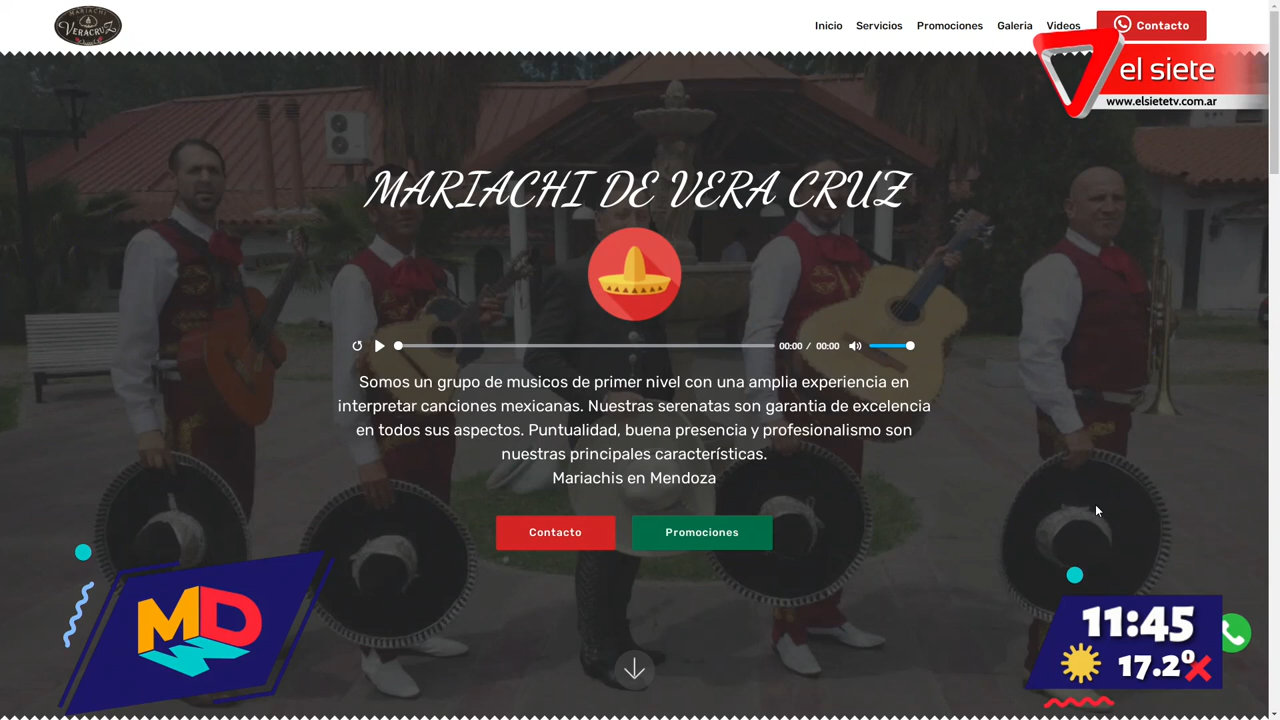 MARIACHI
VERACRUZ
Inicio Servicios Promociones Galeria Videos Contacto
el siete
www.elsietetv.com.ar
MARIACHI DE VERA CRUZ
00:00 / 00:00
Somos un grupo de musicos de primer nivel con una amplia experiencia en
interpretar canciones mexicanas. Nuestras serenatas son garantia de excelencia
en todos sus aspectos. Puntualidad, buena presencia y profesionalismo son
nuestras principales características.
Mariachis en Mendoza
Contacto Promociones
MD
11:45
17.2º